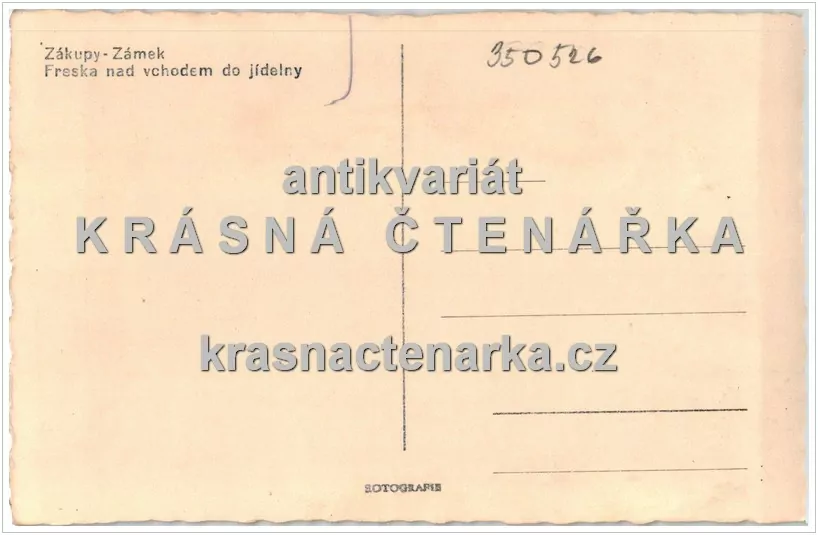 Zákupy - Zámek
Freska nad vchodem do jídelny
350526
antikvariát
KRÁSNÁ ČTENÁŘKA
krasnactenarka.cz
FOTOGRAFIE